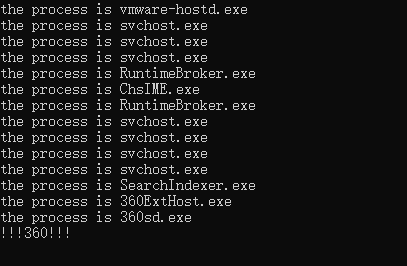 the process is vmware-hostd.exe
the process is svchost.exe
the process is svchost.exe
the process is svchost.exe
the process is RuntimeBroker.exe
the process is ChsIME.exe
the process is RuntimeBroker.exe
the process is svchost.exe
the process is svchost.exe
the process is svchost.exe
the process is svchost.exe
the process is SearchIndexer.exe
the process is 360ExtHost.exe
the process is 360sd.exe
!!!360!!!